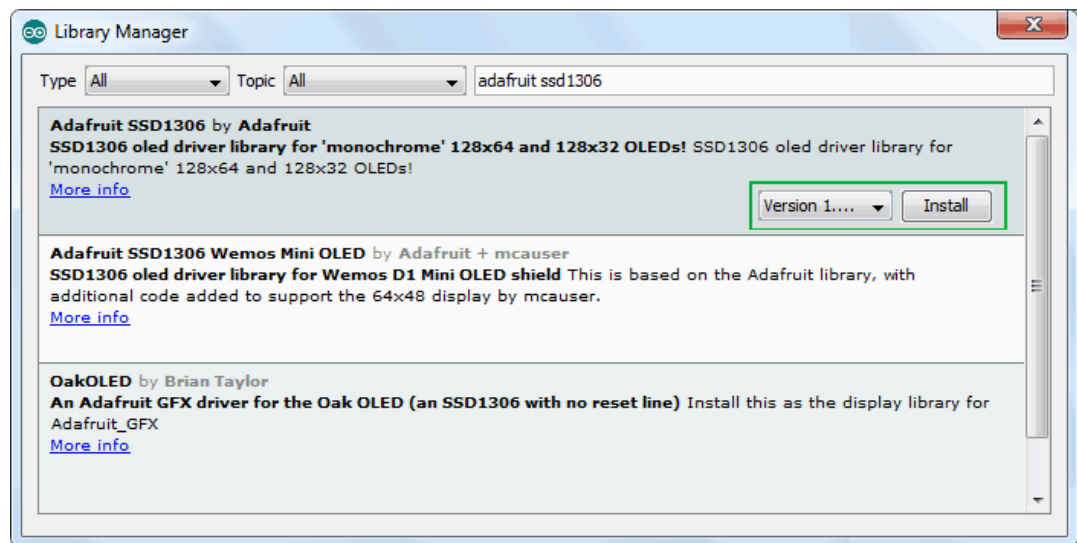 Library Manager
Type All Topic All adafruit ssd1306
Adafruit SSD1306 by Adafruit
SSD1306 oled driver library for 'monochrome' 128x64 and 128x32 OLEDs! SSD1306 oled driver library for
'monochrome' 128x64 and 128x32 OLEDs!
More info
Version 1.... Install
Adafruit SSD1306 Wemos Mini OLED by Adafruit + mcauser
SSD1306 oled driver library for Wemos D1 Mini OLED shield This is based on the Adafruit library, with
additional code added to support the 64x48 display by mcauser.
More info
OakOLED by Brian Taylor
An Adafruit GFX driver for the Oak OLED (an SSD1306 with no reset line) Install this as the display library for
Adafruit_GFX
More info